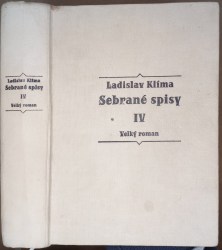 Ladislav Klíma
Sebrané spisy
IV
Velký roman
Ladislav Klíma
Sebrané spisy
IV
Velký roman